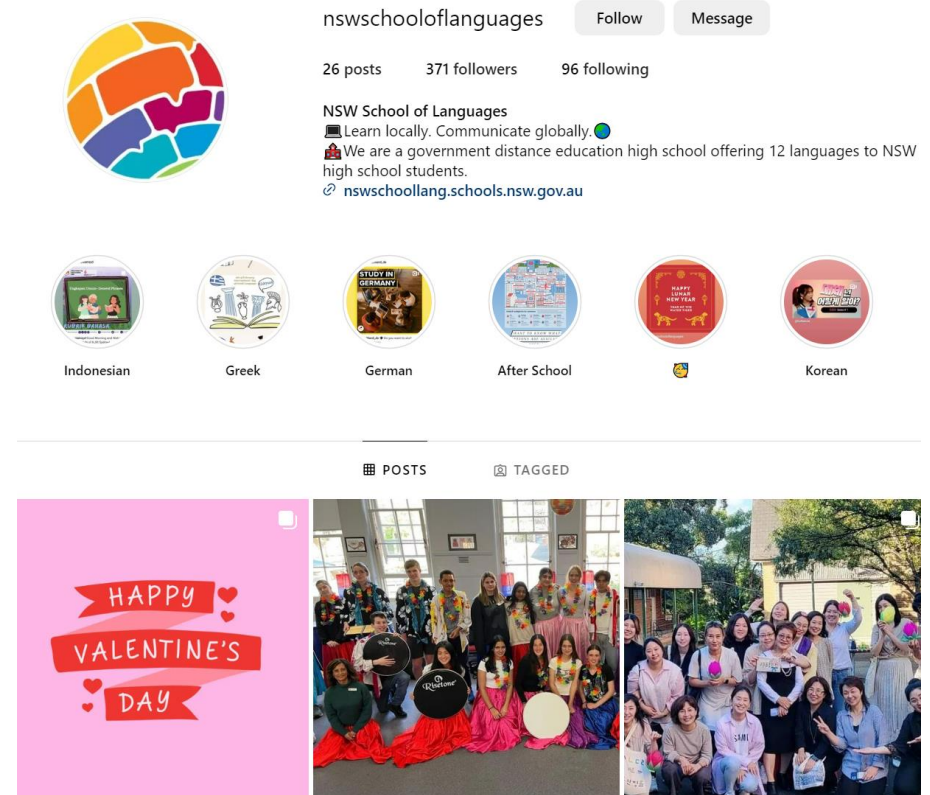 nswschooloflanguages Follow Message
26 posts 371 followers 96 following
NSW School of Languages
💻Learn locally. Communicate globally.🌏
🏫We are a government distance education high school offering 12 languages to NSW
high school students.
nswschoollang.schools.nsw.gov.au
STUDY IN
GERMANY
HAPPY
LUNAR
NEW YEAR
Indonesian Greek German After School 🥳 Korean
POSTS TAGGED
HAPPY
VALENTINE'S
DAY
Risetone